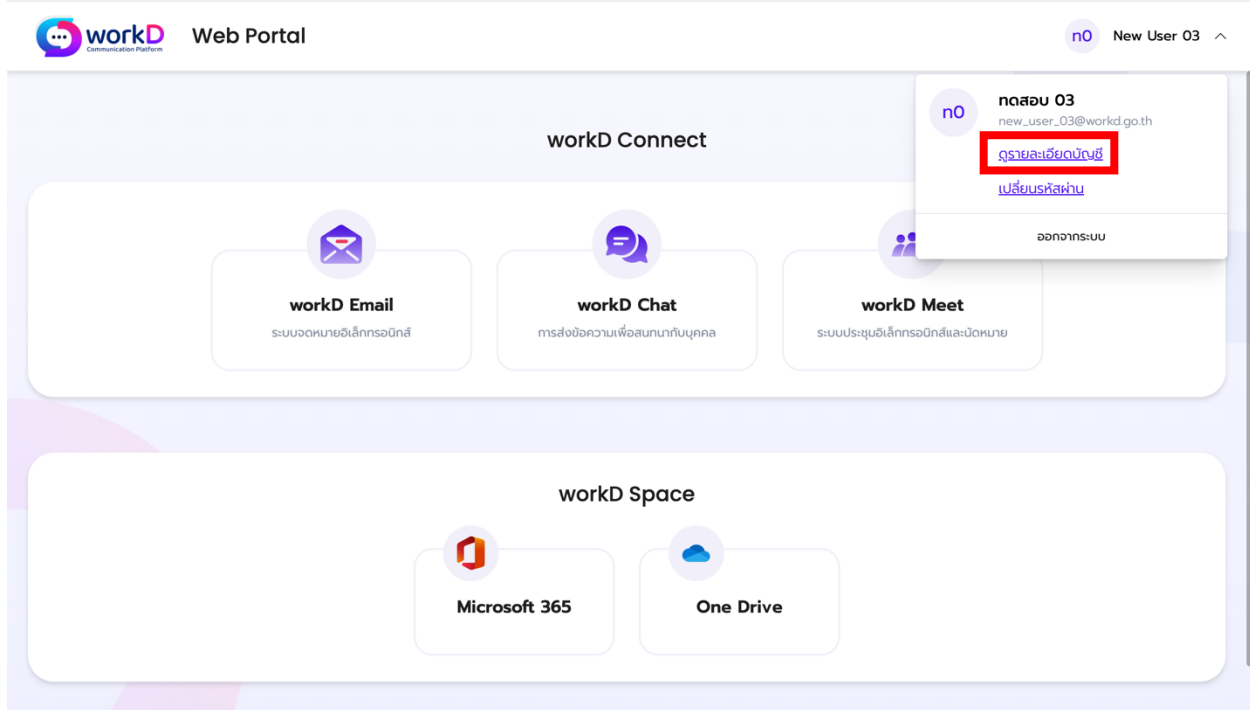 workD
Communication Platform
Web Portal
n0
New User 03
n0
ทดสอบ 03
new_user_03@workd.go.th
ดูรายละเอียดบัญชี
เปลี่ยนรหัสผ่าน
ออกจากระบบ
workD Connect
workD Email
ระบบจดหมายอิเล็กทรอนิกส์
workD Chat
การส่งข้อความเพื่อสนทนากับบุคคล
workD Meet
ระบบประชุมอิเล็กทรอนิกส์และนัดหมาย
workD Space
Microsoft 365
One Drive